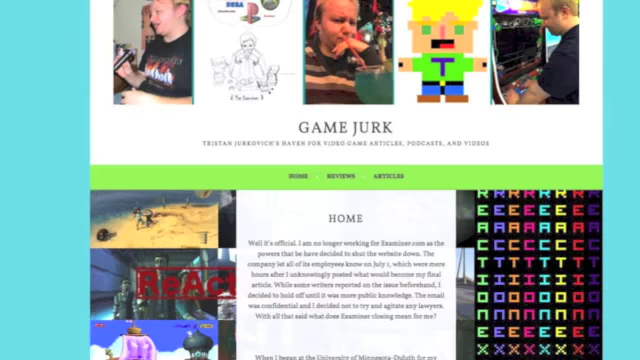 SEGA
GAME JURK
TRISTAN JURKOVICH'S HAVEN FOR VIDEO GAME ARTICLES, PODCASTS, AND VIDEOS
HOME REVIEWS ARTICLES
HOME
Well it's official. I am no longer working for Examiner.com as the
powers that be have decided to shut the website down. The
company let all of its employees know on July 1, which were mere
hours after I unknowingly posted what would become my final
article. While some writers reported on the issue beforehand, I
decided to hold off until it was more public knowledge. The email
was confidential and I decided not to try and agitate any lawyers.
With all that said what does Examiner closing mean for me?
When I began at the University of Minnesota-Duluth for my
ReAct
T